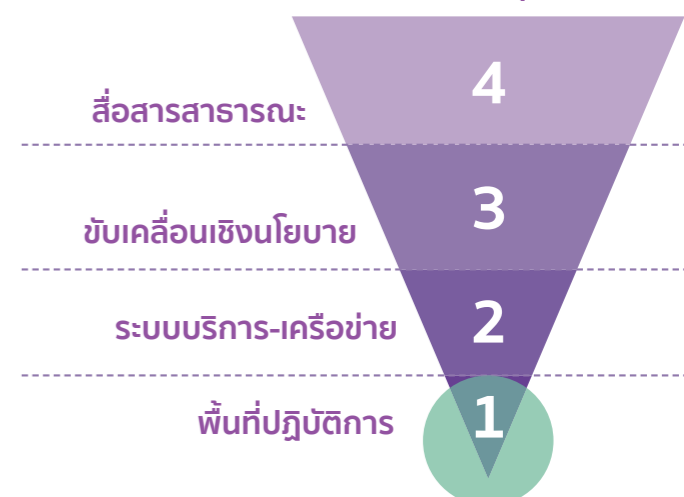 4
สื่อสารสาธารณะ
3
ขับเคลื่อนเชิงนโยบาย
2
ระบบบริการ-เครือข่าย
1
พื้นที่ปฏิบัติการ